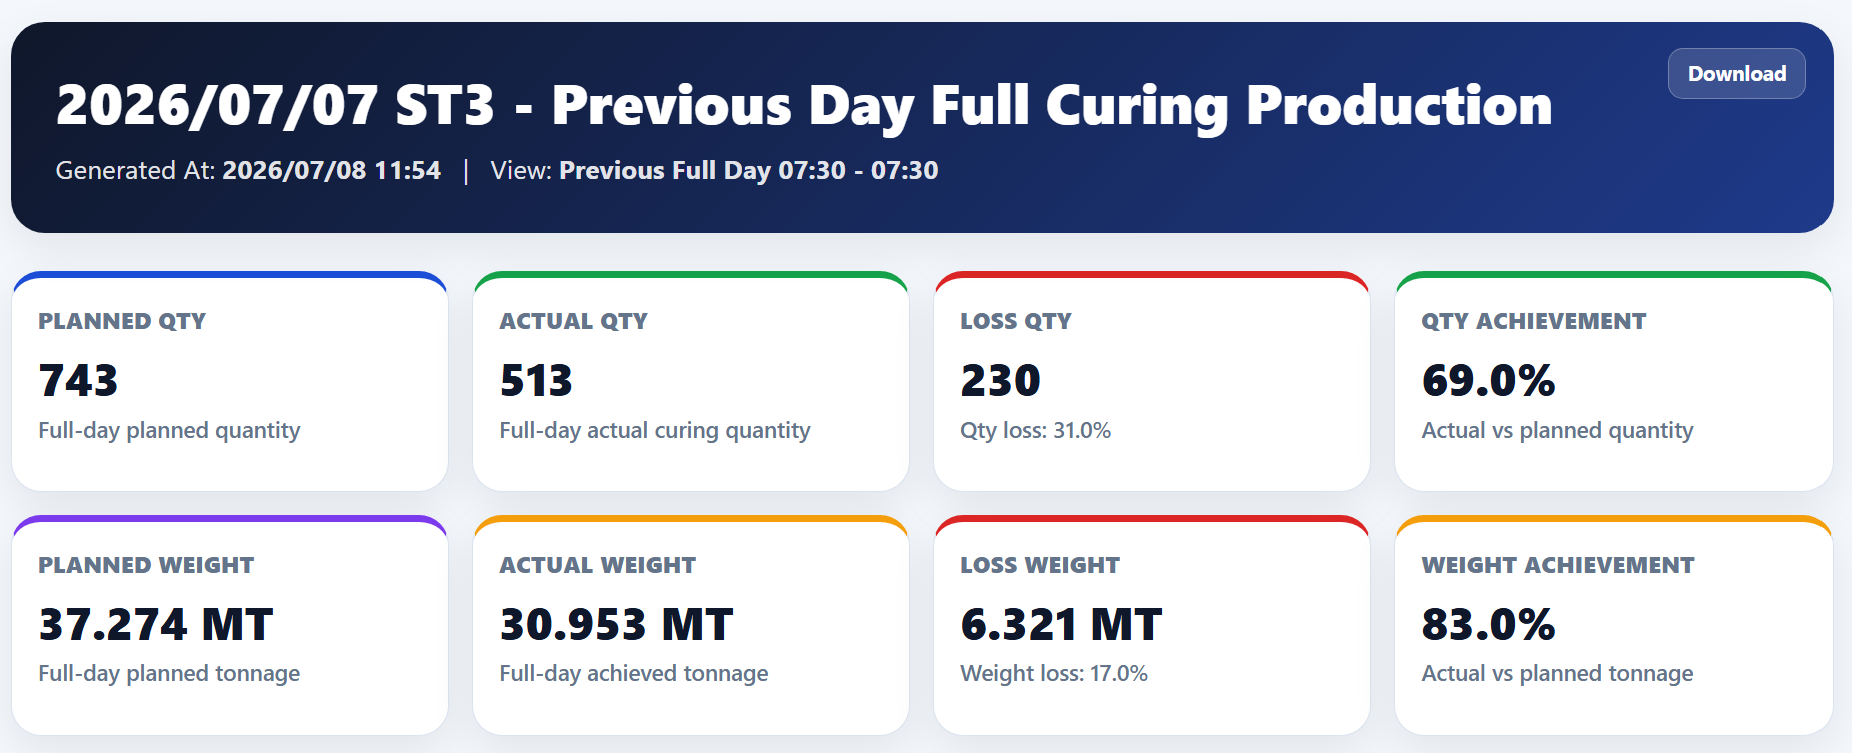 Download
2026/07/07 ST3 - Previous Day Full Curing Production
Generated At: 2026/07/08 11:54 | View: Previous Full Day 07:30 - 07:30
PLANNED QTY
743
Full-day planned quantity
ACTUAL QTY
513
Full-day actual curing quantity
LOSS QTY
230
Qty loss: 31.0%
QTY ACHIEVEMENT
69.0%
Actual vs planned quantity
PLANNED WEIGHT
37.274 MT
Full-day planned tonnage
ACTUAL WEIGHT
30.953 MT
Full-day achieved tonnage
LOSS WEIGHT
6.321 MT
Weight loss: 17.0%
WEIGHT ACHIEVEMENT
83.0%
Actual vs planned tonnage